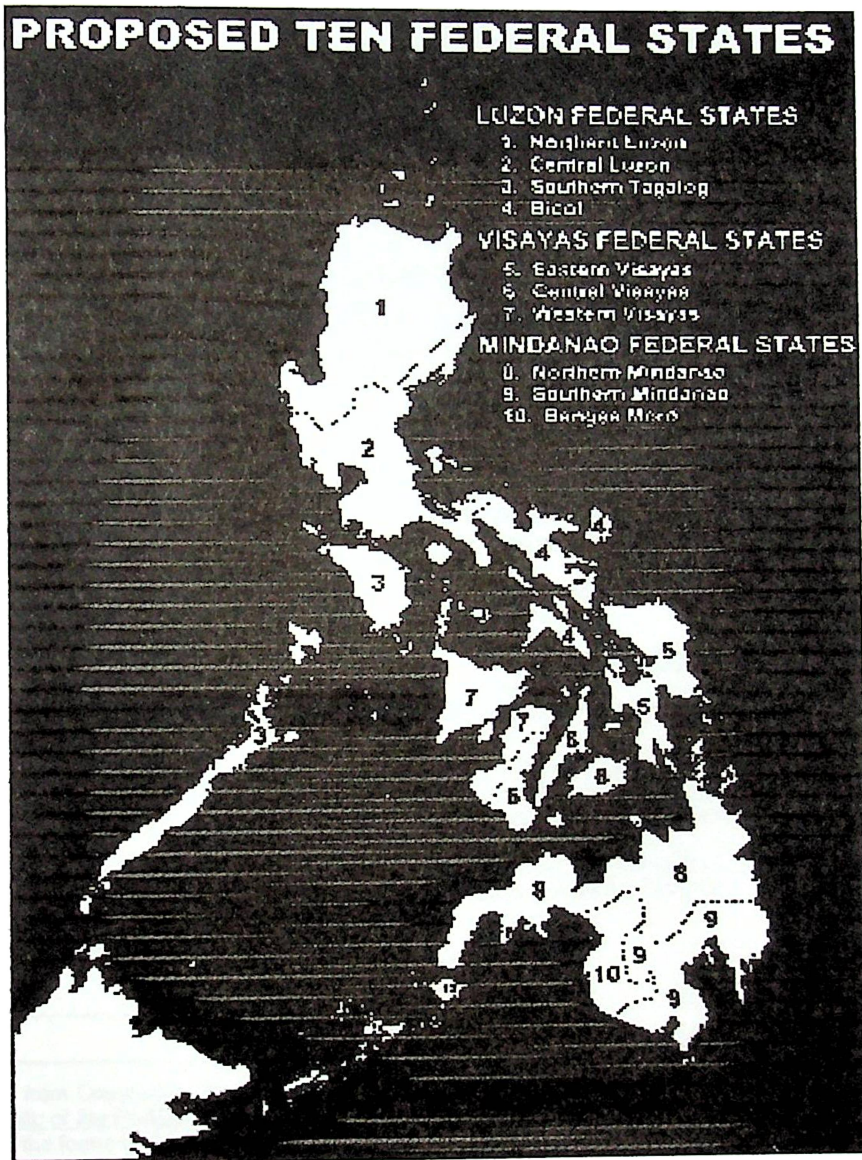 PROPOSED TEN FEDERAL STATES
LUZON FEDERAL STATES
1. Northern Luzon
2. Central Luzon
3. Southern Tagalog
4. Bicol
VISAYAS FEDERAL STATES
5. Eastern Visayas
6. Central Visayas
7. Western Visayas
MINDANAO FEDERAL STATES
8. Northern Mindanao
9. Southern Mindanao
10. Bangsa Moro
1
2
4
4
3
4
5
7
5
3
7
6
6
6
8
9
9
9
10
9